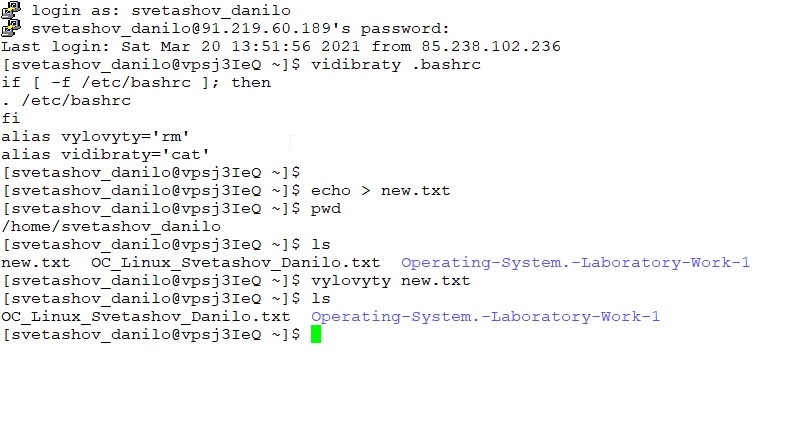 login as: svetashov_danilo
svetashov_danilo@91.219.60.189's password:
Last login: Sat Mar 20 13:51:56 2021 from 85.238.102.236
[svetashov_danilo@vpsj3IeQ ~]$ vidibraty .bashrc
if [ -f /etc/bashrc ]; then
. /etc/bashrc
fi
alias vylovyty='rm'
alias vidibraty='cat'
[svetashov_danilo@vpsj3IeQ ~]$
[svetashov_danilo@vpsj3IeQ ~]$ echo > new.txt
[svetashov_danilo@vpsj3IeQ ~]$ pwd
/home/svetashov_danilo
[svetashov_danilo@vpsj3IeQ ~]$ ls
new.txt  OC_Linux_Svetashov_Danilo.txt  Operating-System.-Laboratory-Work-1
[svetashov_danilo@vpsj3IeQ ~]$ vylovyty new.txt
[svetashov_danilo@vpsj3IeQ ~]$ ls
OC_Linux_Svetashov_Danilo.txt  Operating-System.-Laboratory-Work-1
[svetashov_danilo@vpsj3IeQ ~]$